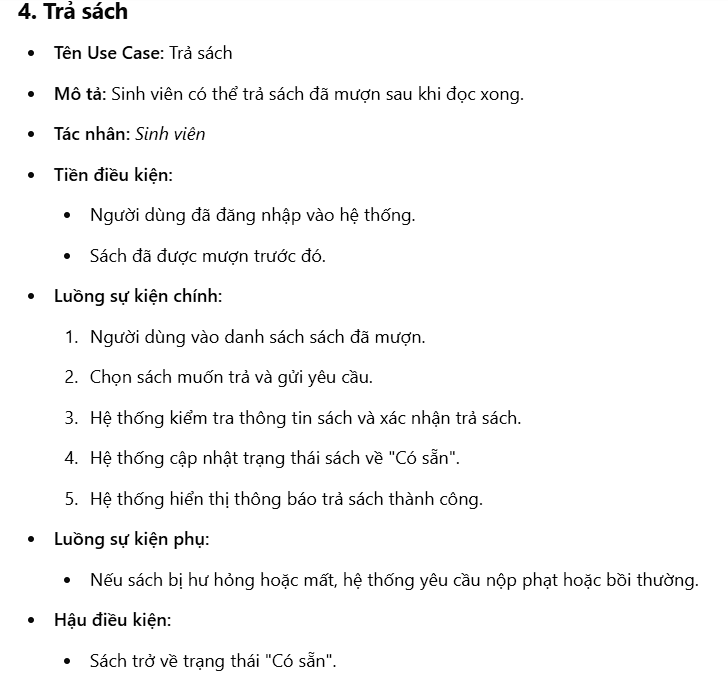 4. Trả sách
• Tên Use Case: Trả sách
• Mô tả: Sinh viên có thể trả sách đã mượn sau khi đọc xong.
• Tác nhân: Sinh viên
• Tiền điều kiện:
• Người dùng đã đăng nhập vào hệ thống.
• Sách đã được mượn trước đó.
• Luồng sự kiện chính:
1. Người dùng vào danh sách sách đã mượn.
2. Chọn sách muốn trả và gửi yêu cầu.
3. Hệ thống kiểm tra thông tin sách và xác nhận trả sách.
4. Hệ thống cập nhật trạng thái sách về "Có sẵn".
5. Hệ thống hiển thị thông báo trả sách thành công.
• Luồng sự kiện phụ:
• Nếu sách bị hư hỏng hoặc mất, hệ thống yêu cầu nộp phạt hoặc bồi thường.
• Hậu điều kiện:
• Sách trở về trạng thái "Có sẵn".